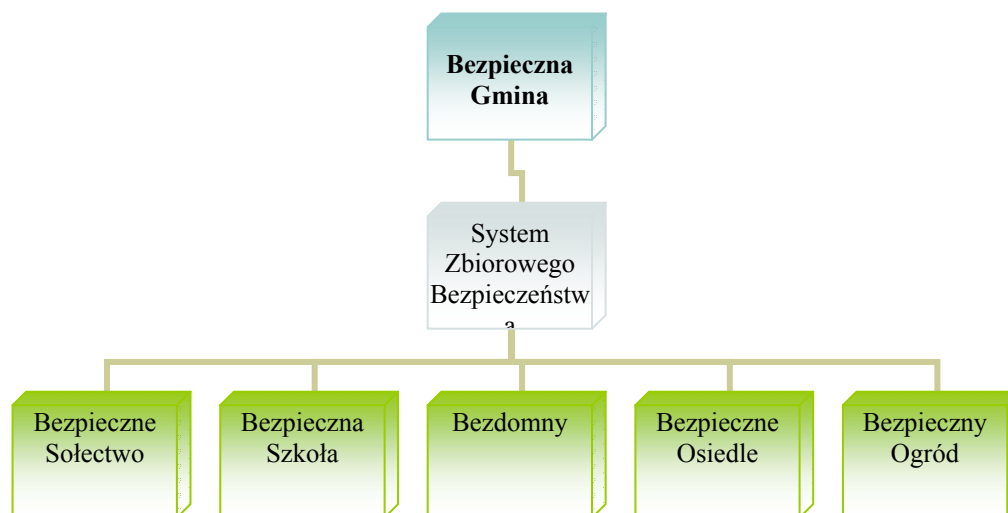 Bezpieczna
Gmina
System
Zbiorowego
Bezpieczeństw
a
Bezpieczne
Sołectwo
Bezpieczna
Szkoła
Bezdomny
Bezpieczne
Osiedle
Bezpieczny
Ogród